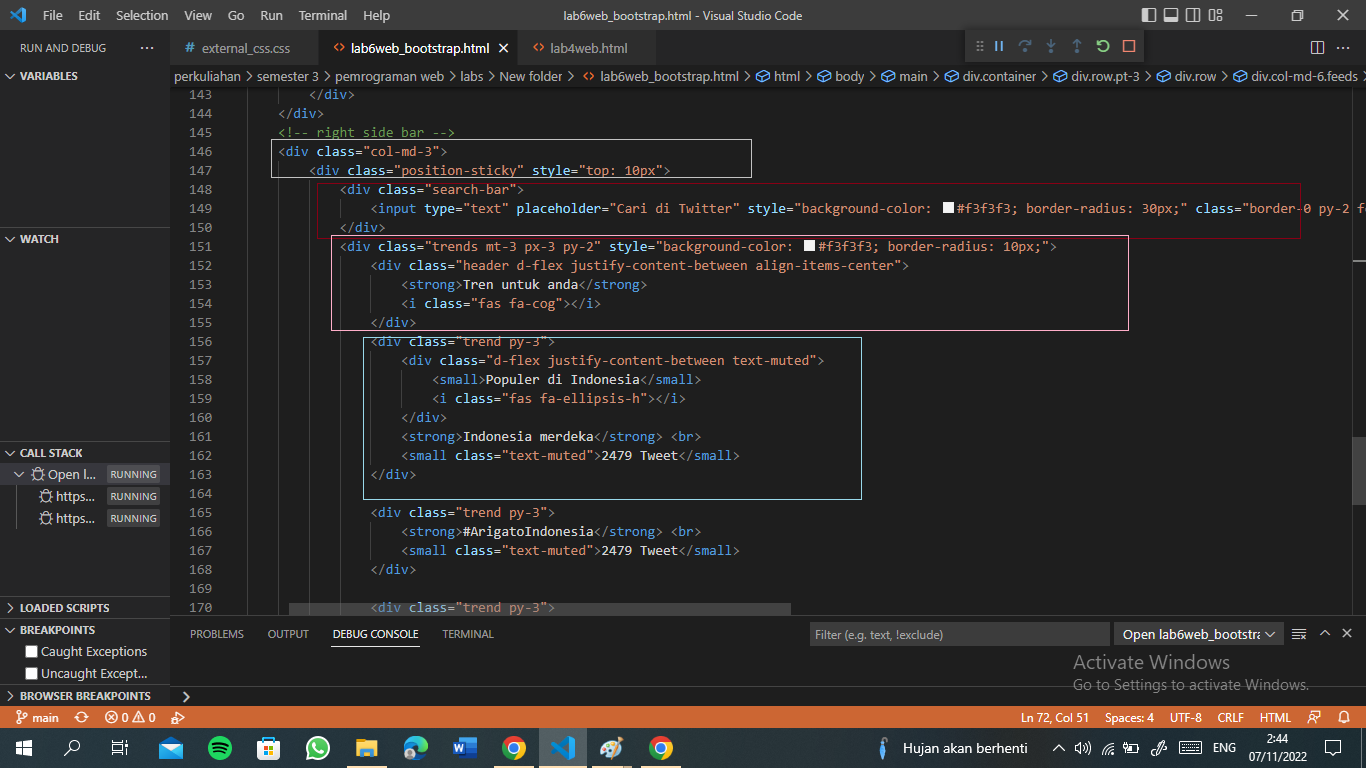 File Edit Selection View Go Run Terminal Help lab6web_bootstrap.html - Visual Studio Code
RUN AND DEBUG ··· # external_css.css <> lab6web_bootstrap.html <> lab4web.html
perkuliahan > semester 3 > pemrograman web > labs > New folder > <> lab6web_bootstrap.html > html > body > main > div.container > div.row.pt-3 > div.row > div.col-md-6.feeds
VARIABLES
WATCH
CALL STACK
Open l... RUNNING
https... RUNNING
https... RUNNING
LOADED SCRIPTS
BREAKPOINTS
Caught Exceptions
Uncaught Except...
BROWSER BREAKPOINTS
143 </div>
144 </div>
145 <!-- right side bar -->
146 <div class="col-md-3">
147 <div class="position-sticky" style="top: 10px">
148 <div class="search-bar">
149 <input type="text" placeholder="Cari di Twitter" style="background-color: #f3f3f3; border-radius: 30px;" class="border-0 py-2 f
150 </div>
151 <div class="trends mt-3 px-3 py-2" style="background-color: #f3f3f3; border-radius: 10px;">
152 <div class="header d-flex justify-content-between align-items-center">
153 <strong>Tren untuk anda</strong>
154 <i class="fas fa-cog"></i>
155 </div>
156 <div class="trend py-3">
157 <div class="d-flex justify-content-between text-muted">
158 <small>Populer di Indonesia</small>
159 <i class="fas fa-ellipsis-h"></i>
160 </div>
161 <strong>Indonesia merdeka</strong> <br>
162 <small class="text-muted">2479 Tweet</small>
163 </div>
164
165 <div class="trend py-3">
166 <strong>#ArigatoIndonesia</strong> <br>
167 <small class="text-muted">2479 Tweet</small>
168 </div>
169
170 <div class="trend py-3">
PROBLEMS OUTPUT DEBUG CONSOLE TERMINAL Filter (e.g. text, !exclude) Open lab6web_bootstra
Activate Windows
Go to Settings to activate Windows.
main 0 0 Ln 72, Col 51 Spaces: 4 UTF-8 CRLF HTML
Hujan akan berhenti ENG 2:44
07/11/2022